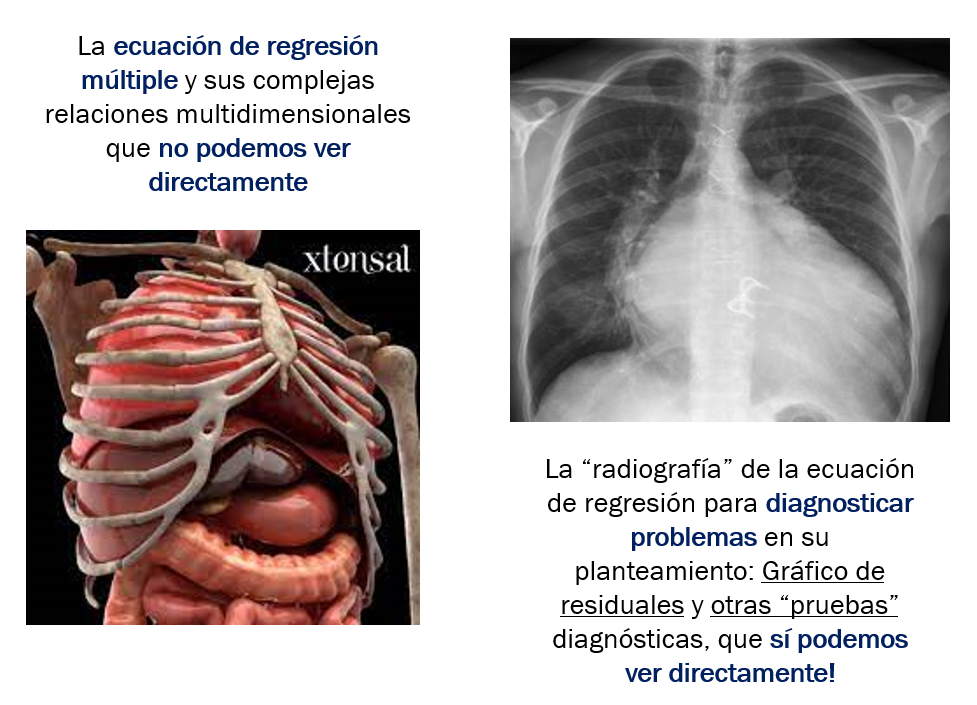 La ecuación de regresión
múltiple y sus complejas
relaciones multidimensionales
que no podemos ver
directamente
xtensal
La “radiografía” de la ecuación
de regresión para diagnosticar
problemas en su
planteamiento: Gráfico de
residuales y otras “pruebas”
diagnósticas, que sí podemos
ver directamente!